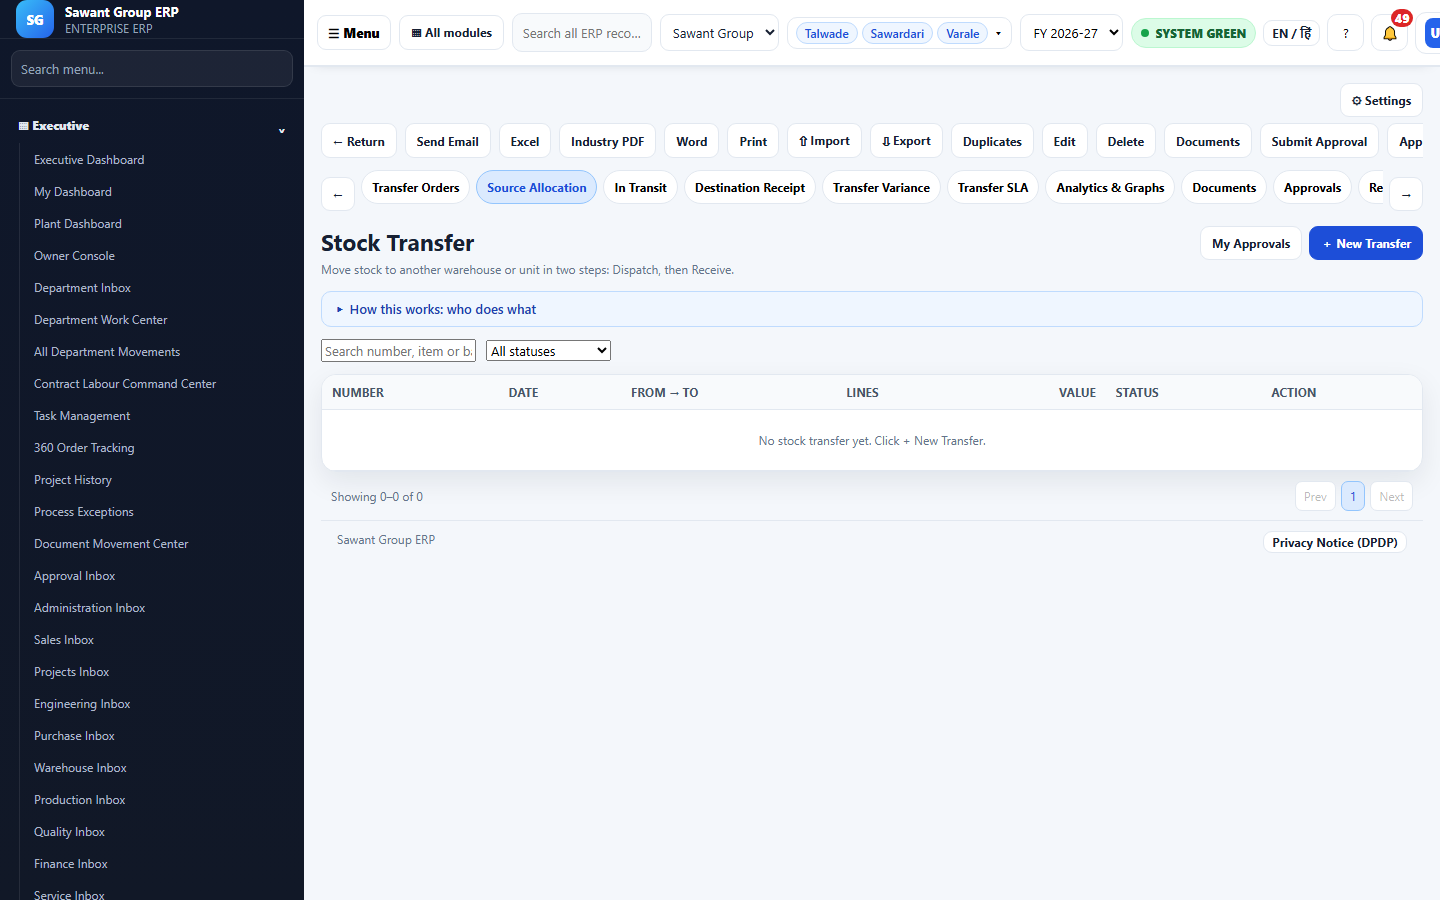 SG
Sawant Group ERP
ENTERPRISE ERP
Search menu...
Executive
Executive Dashboard
My Dashboard
Plant Dashboard
Owner Console
Department Inbox
Department Work Center
All Department Movements
Contract Labour Command Center
Task Management
360 Order Tracking
Project History
Process Exceptions
Document Movement Center
Approval Inbox
Administration Inbox
Sales Inbox
Projects Inbox
Engineering Inbox
Purchase Inbox
Warehouse Inbox
Production Inbox
Quality Inbox
Finance Inbox
Service Inbox
☰ Menu
All modules
Search all ERP reco...
Sawant Group
Talwade
Sawardari
Varale
FY 2026-27
SYSTEM GREEN
EN / हिं
?
49
U
⚙ Settings
← Return
Send Email
Excel
Industry PDF
Word
Print
⇧ Import
⇩ Export
Duplicates
Edit
Delete
Documents
Submit Approval
App
←
Transfer Orders
Source Allocation
In Transit
Destination Receipt
Transfer Variance
Transfer SLA
Analytics & Graphs
Documents
Approvals
Re
→
Stock Transfer
My Approvals
+ New Transfer
Move stock to another warehouse or unit in two steps: Dispatch, then Receive.
▸ How this works: who does what
Search number, item or ba
All statuses
NUMBER DATE FROM → TO LINES VALUE STATUS ACTION
No stock transfer yet. Click + New Transfer.
Showing 0–0 of 0
Prev
1
Next
Sawant Group ERP
Privacy Notice (DPDP)